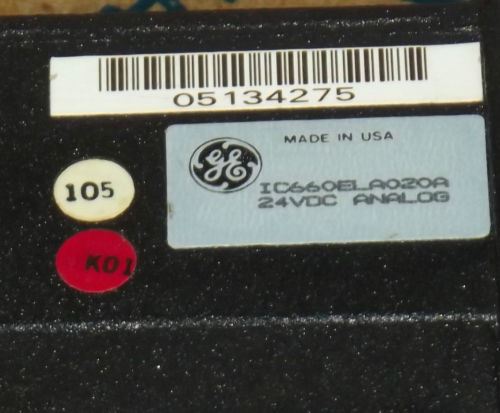 05134275
MADE IN USA
GE
IC660ELA020A
24VDC ANALOG
105
K01